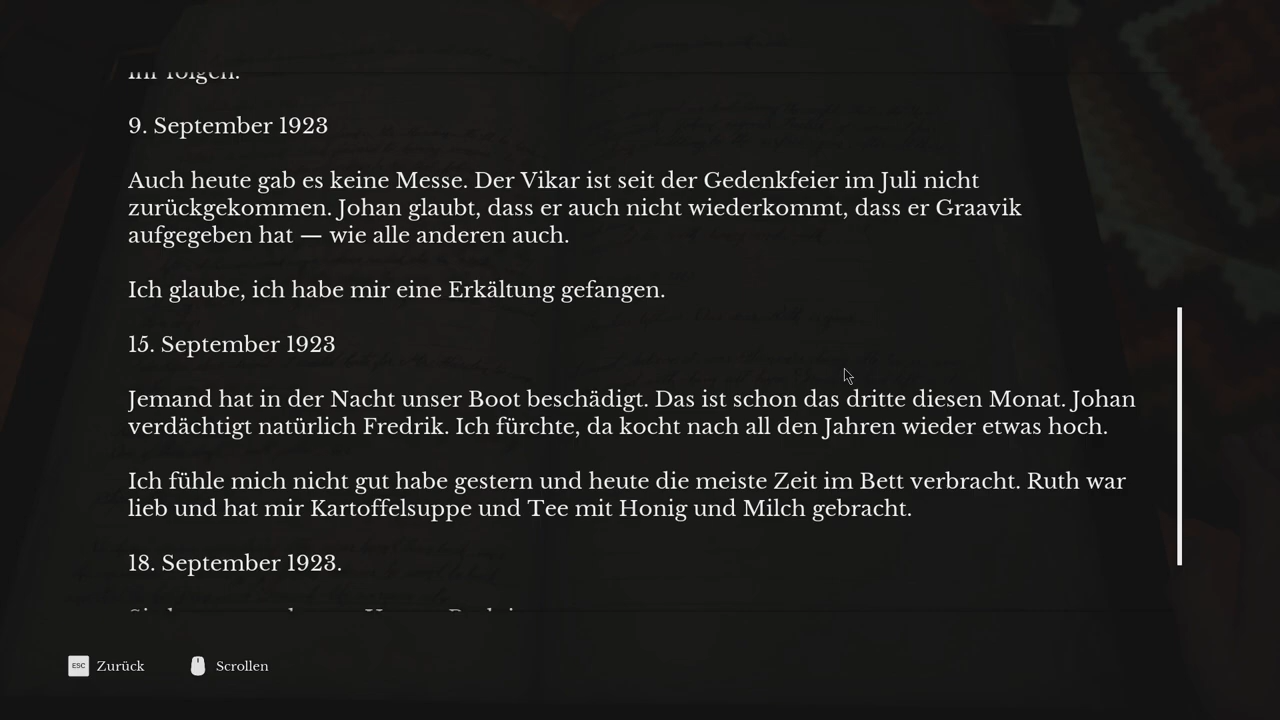 ihr folgen.
9. September 1923
Auch heute gab es keine Messe. Der Vikar ist seit der Gedenkfeier im Juli nicht
zurückgekommen. Johan glaubt, dass er auch nicht wiederkommt, dass er Graavik
aufgegeben hat — wie alle anderen auch.
Ich glaube, ich habe mir eine Erkältung gefangen.
15. September 1923
Jemand hat in der Nacht unser Boot beschädigt. Das ist schon das dritte diesen Monat. Johan
verdächtigt natürlich Fredrik. Ich fürchte, da kocht nach all den Jahren wieder etwas hoch.
Ich fühle mich nicht gut habe gestern und heute die meiste Zeit im Bett verbracht. Ruth war
lieb und hat mir Kartoffelsuppe und Tee mit Honig und Milch gebracht.
18. September 1923.
ESC Zurück
Scrollen